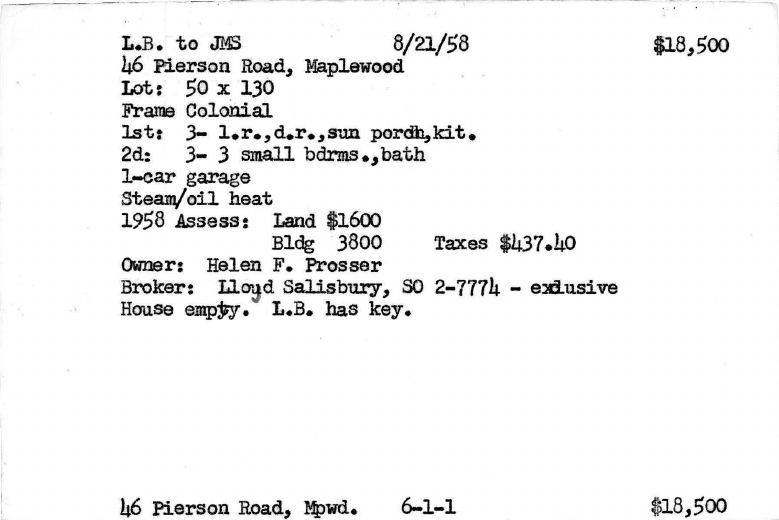 L.B. to JMS 8/21/58 $18,500
46 Pierson Road, Maplewood
Lot: 50 x 130
Frame Colonial
1st: 3- l.r.,d.r.,sun pordh,kit.
2d: 3- 3 small bdrms.,bath
1-car garage
Steam/oil heat
1958 Assess: Land $1600
Bldg 3800 Taxes $437.40
Owner: Helen F. Prosser
Broker: Lloyd Salisbury, SO 2-7774 - exlusive
House empty. L.B. has key.
46 Pierson Road, Mpwd. 6-1-1 $18,500